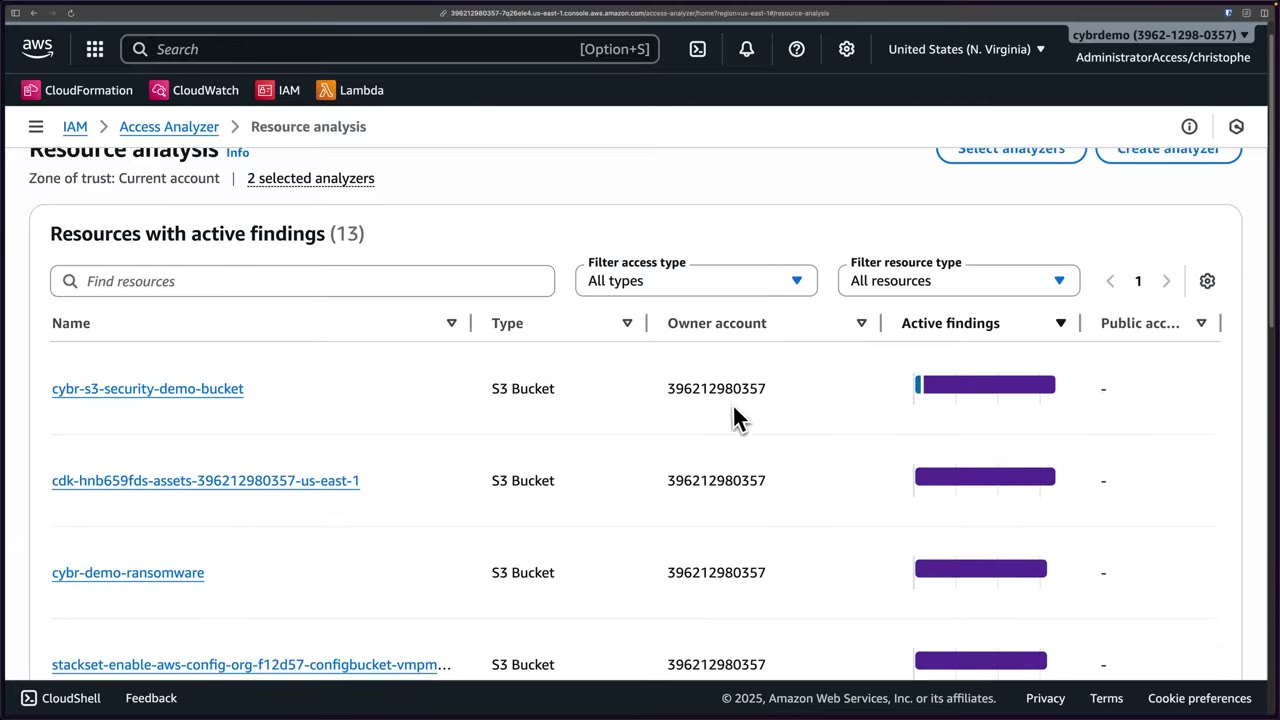 396212980357-7q26ele4.us-east-1.console.aws.amazon.com/access-analyzer/home?region=us-east-1#/resource-analysis
aws
Search
[Option+S]
United States (N. Virginia)
cybrdemo (3962-1298-0357)
AdministratorAccess/christophe
CloudFormation
CloudWatch
IAM
Lambda
IAM
Access Analyzer
Resource analysis
Resource analysis Info
Select analyzers
Create analyzer
Zone of trust: Current account | 2 selected analyzers
Resources with active findings (13)
Find resources
Filter access type
All types
Filter resource type
All resources
1
Name
Type
Owner account
Active findings
Public acc...
cybr-s3-security-demo-bucket
S3 Bucket
396212980357
-
cdk-hnb659fds-assets-396212980357-us-east-1
S3 Bucket
396212980357
-
cybr-demo-ransomware
S3 Bucket
396212980357
-
stackset-enable-aws-config-org-f12d57-configbucket-vmpm...
S3 Bucket
396212980357
-
CloudShell
Feedback
© 2025, Amazon Web Services, Inc. or its affiliates.
Privacy
Terms
Cookie preferences